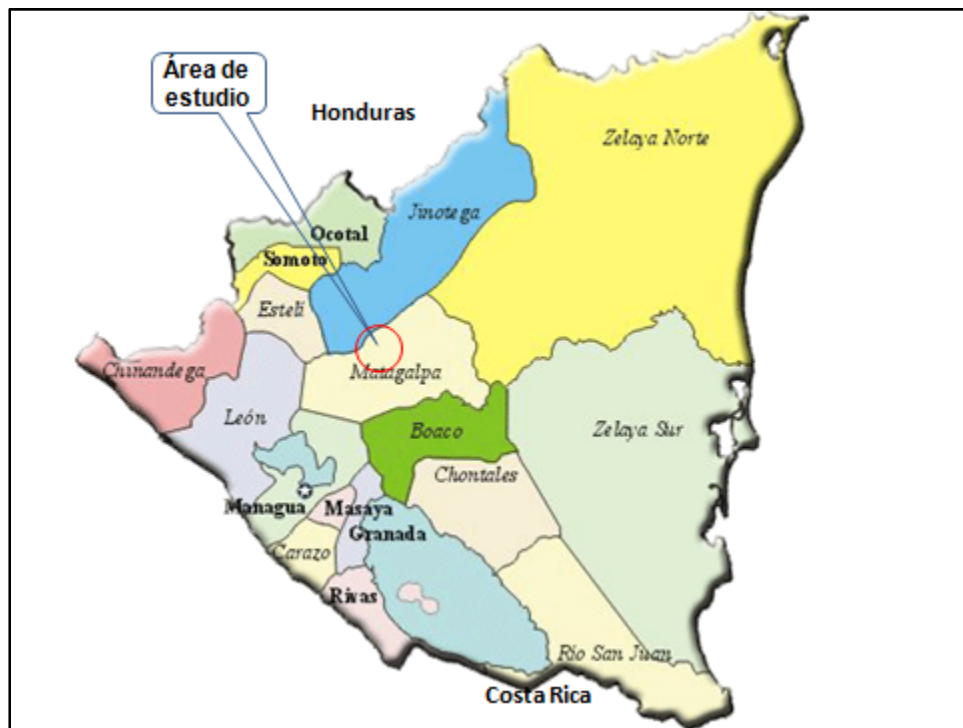 Área de
estudio
Honduras
Zelaya Norte
Jinotega
Ocotal
Somoto
Estelí
Chinandega
Matagalpa
León
Boaco
Zelaya Sur
Chontales
Managua
Masaya
Granada
Carazo
Rivas
Río San Juan
Costa Rica